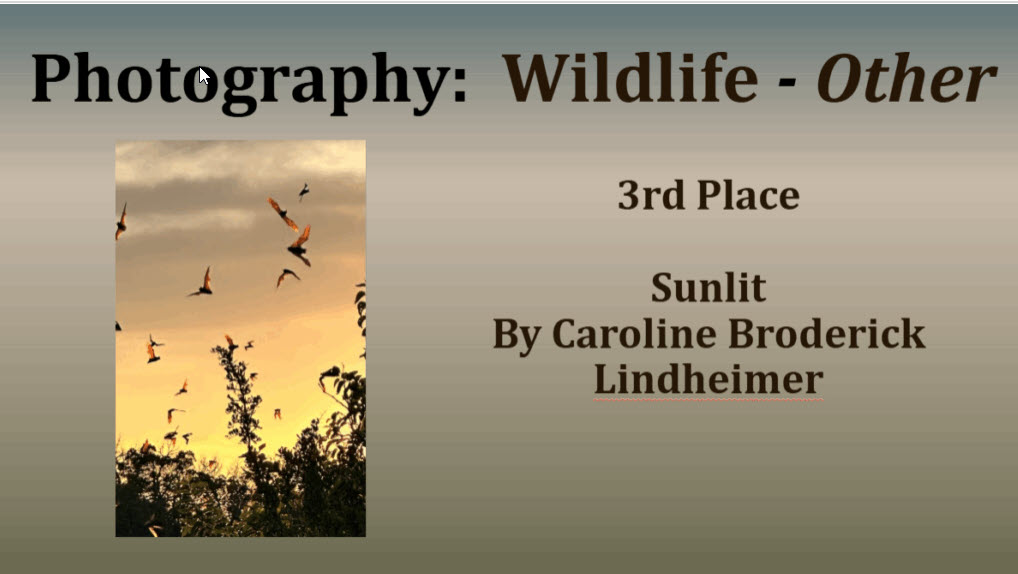 Photography: Wildlife - Other
3rd Place
Sunlit
By Caroline Broderick
Lindheimer